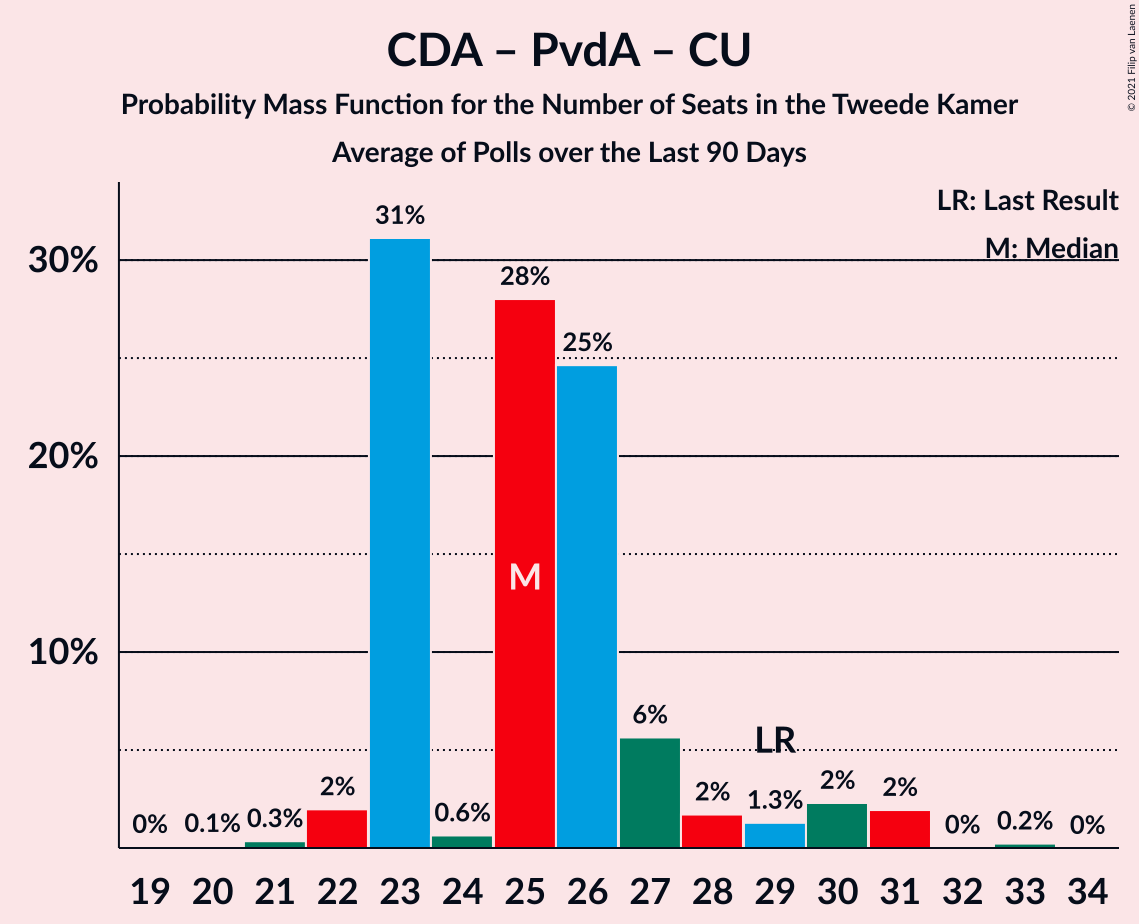 CDA – PvdA – CU
Probability Mass Function for the Number of Seats in the Tweede Kamer
Average of Polls over the Last 90 Days
© 2021 Filip van Laenen
LR: Last Result
M: Median
30%
20%
10%
0%
0.1%
0.3%
2%
31%
0.6%
28%
25%
6%
2%
1.3%
2%
2%
0%
0.2%
0%
M
LR
19 20 21 22 23 24 25 26 27 28 29 30 31 32 33 34